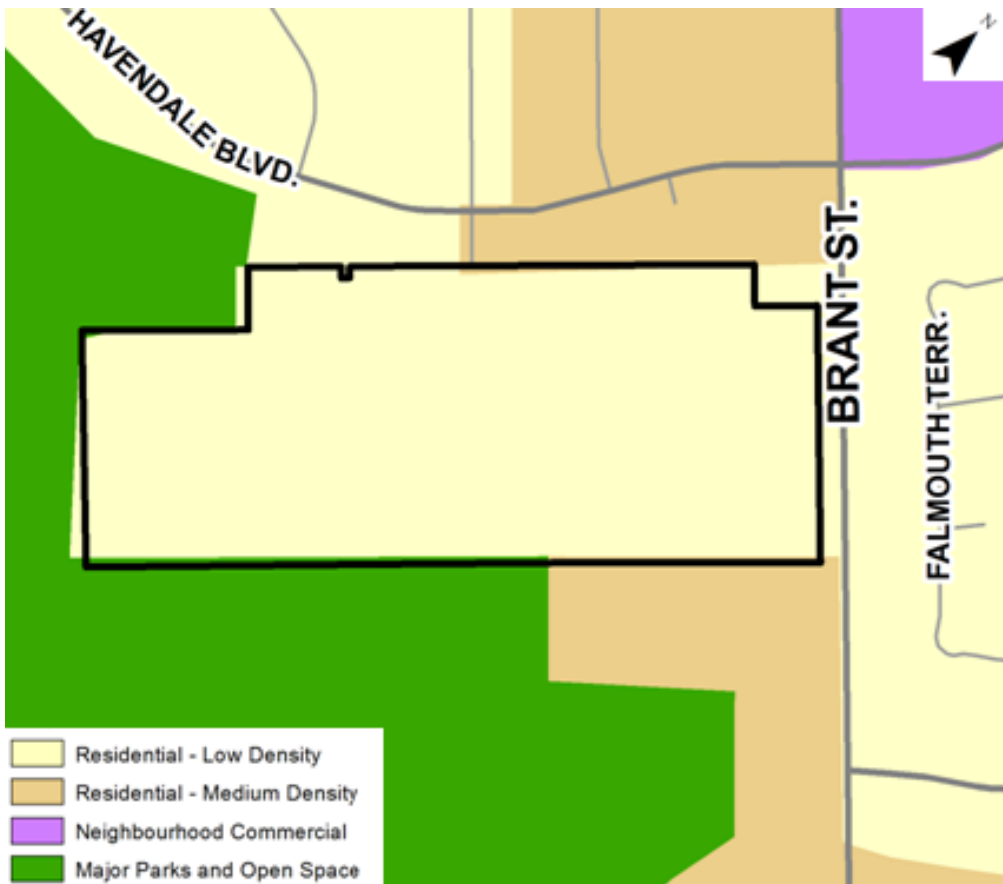 N
HAVENDALE BLVD.
BRANT ST.
FALMOUTH TERR.
Residential - Low Density
Residential - Medium Density
Neighbourhood Commercial
Major Parks and Open Space